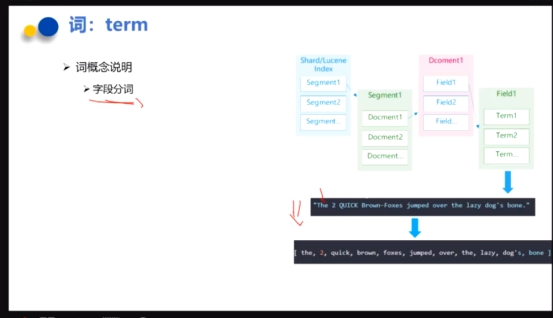 词：term
词概念说明
字段分词
Shard/Lucene
Index
Segment1
Segment2
Segment...
Segment1
Docment1
Docment2
Docment...
Dcoment1
Field1
Field2
Field...
Field1
Term1
Term2
Term...
"The 2 QUICK Brown-Foxes jumped over the lazy dog's bone."
[ the, 2, quick, brown, foxes, jumped, over, the, lazy, dog's, bone ]